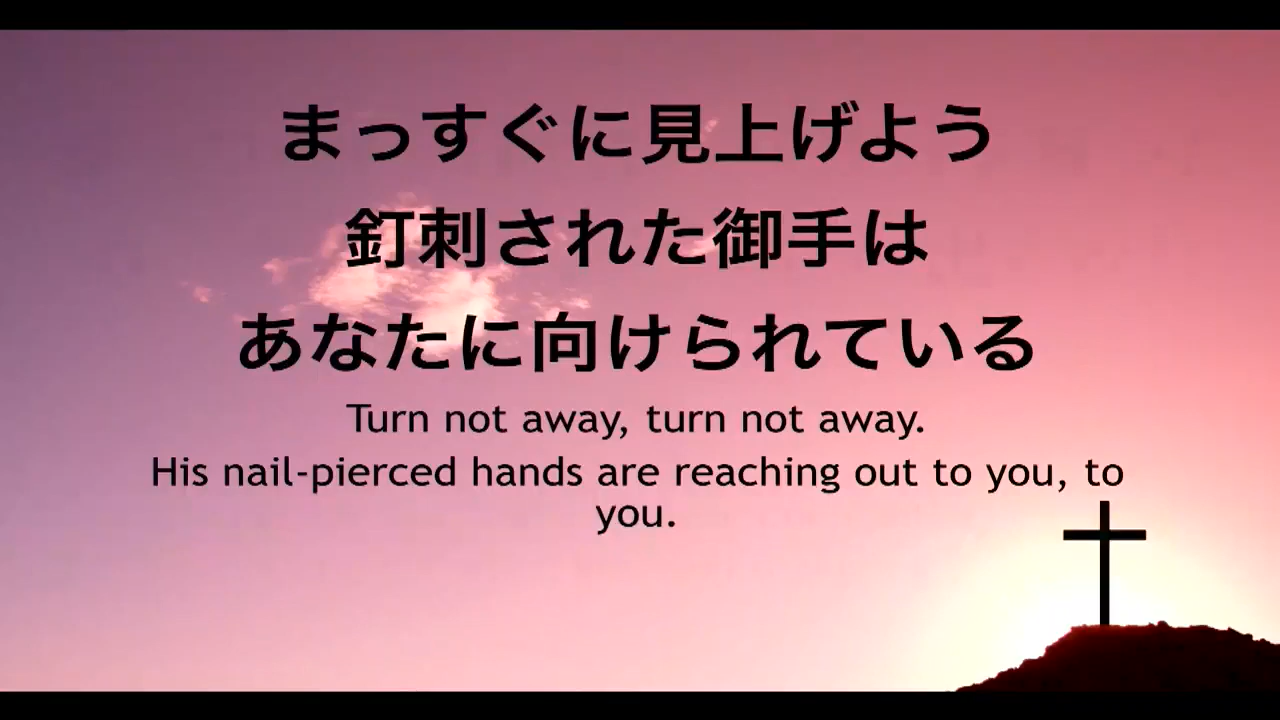 まっすぐに見上げよう
釘刺された御手は
あなたに向けられている
Turn not away, turn not away.
His nail-pierced hands are reaching out to you, to
you.